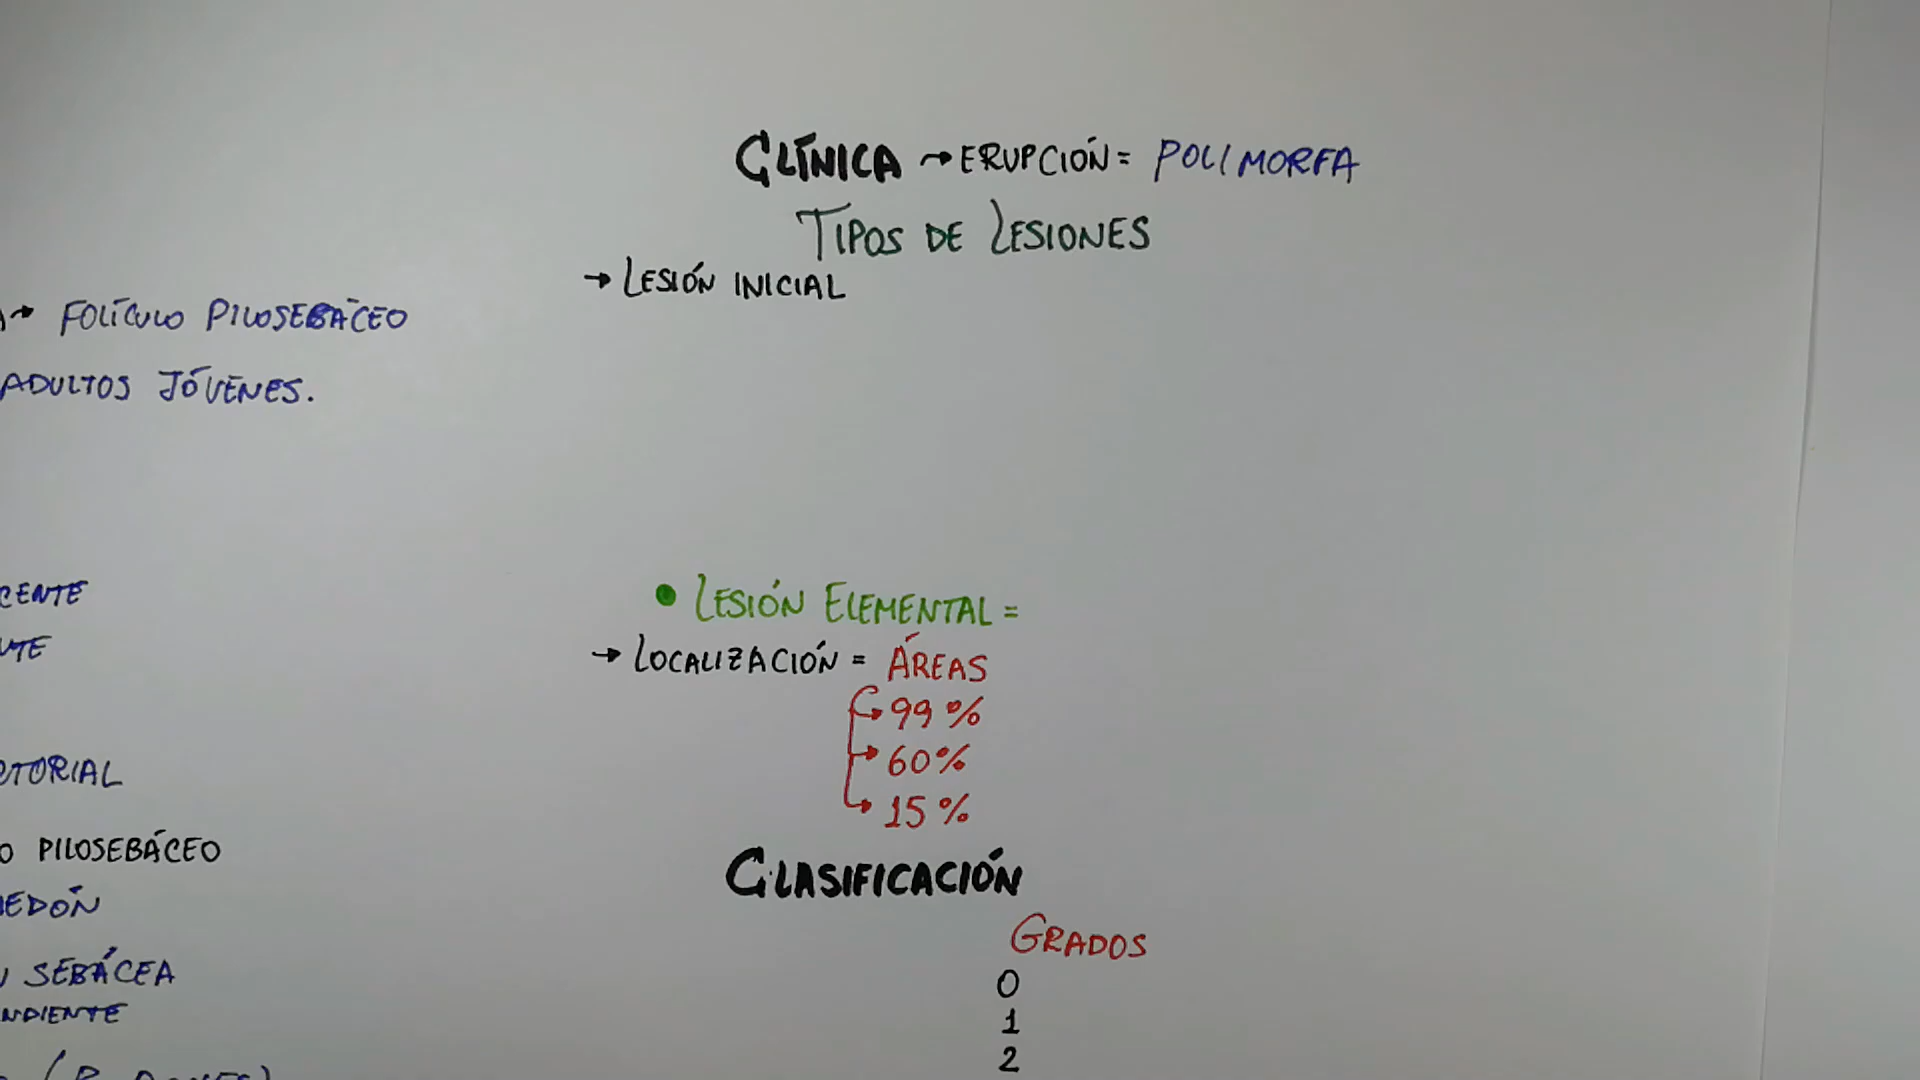 CLÍNICA → ERUPCIÓN = POLIMORFA
TIPOS DE LESIONES
→ LESIÓN INICIAL
→ FOLÍCULO PILOSEBÁCEO
ADULTOS JÓVENES.
CENTE
NTE
• LESIÓN ELEMENTAL =
→ LOCALIZACIÓN = ÁREAS
→ 99%
→ 60%
→ 15%
CTORIAL
O PILOSEBÁCEO
EDÓN
CLASIFICACIÓN
GRADOS
SEBÁCEA
NDIENTE
0
1
2